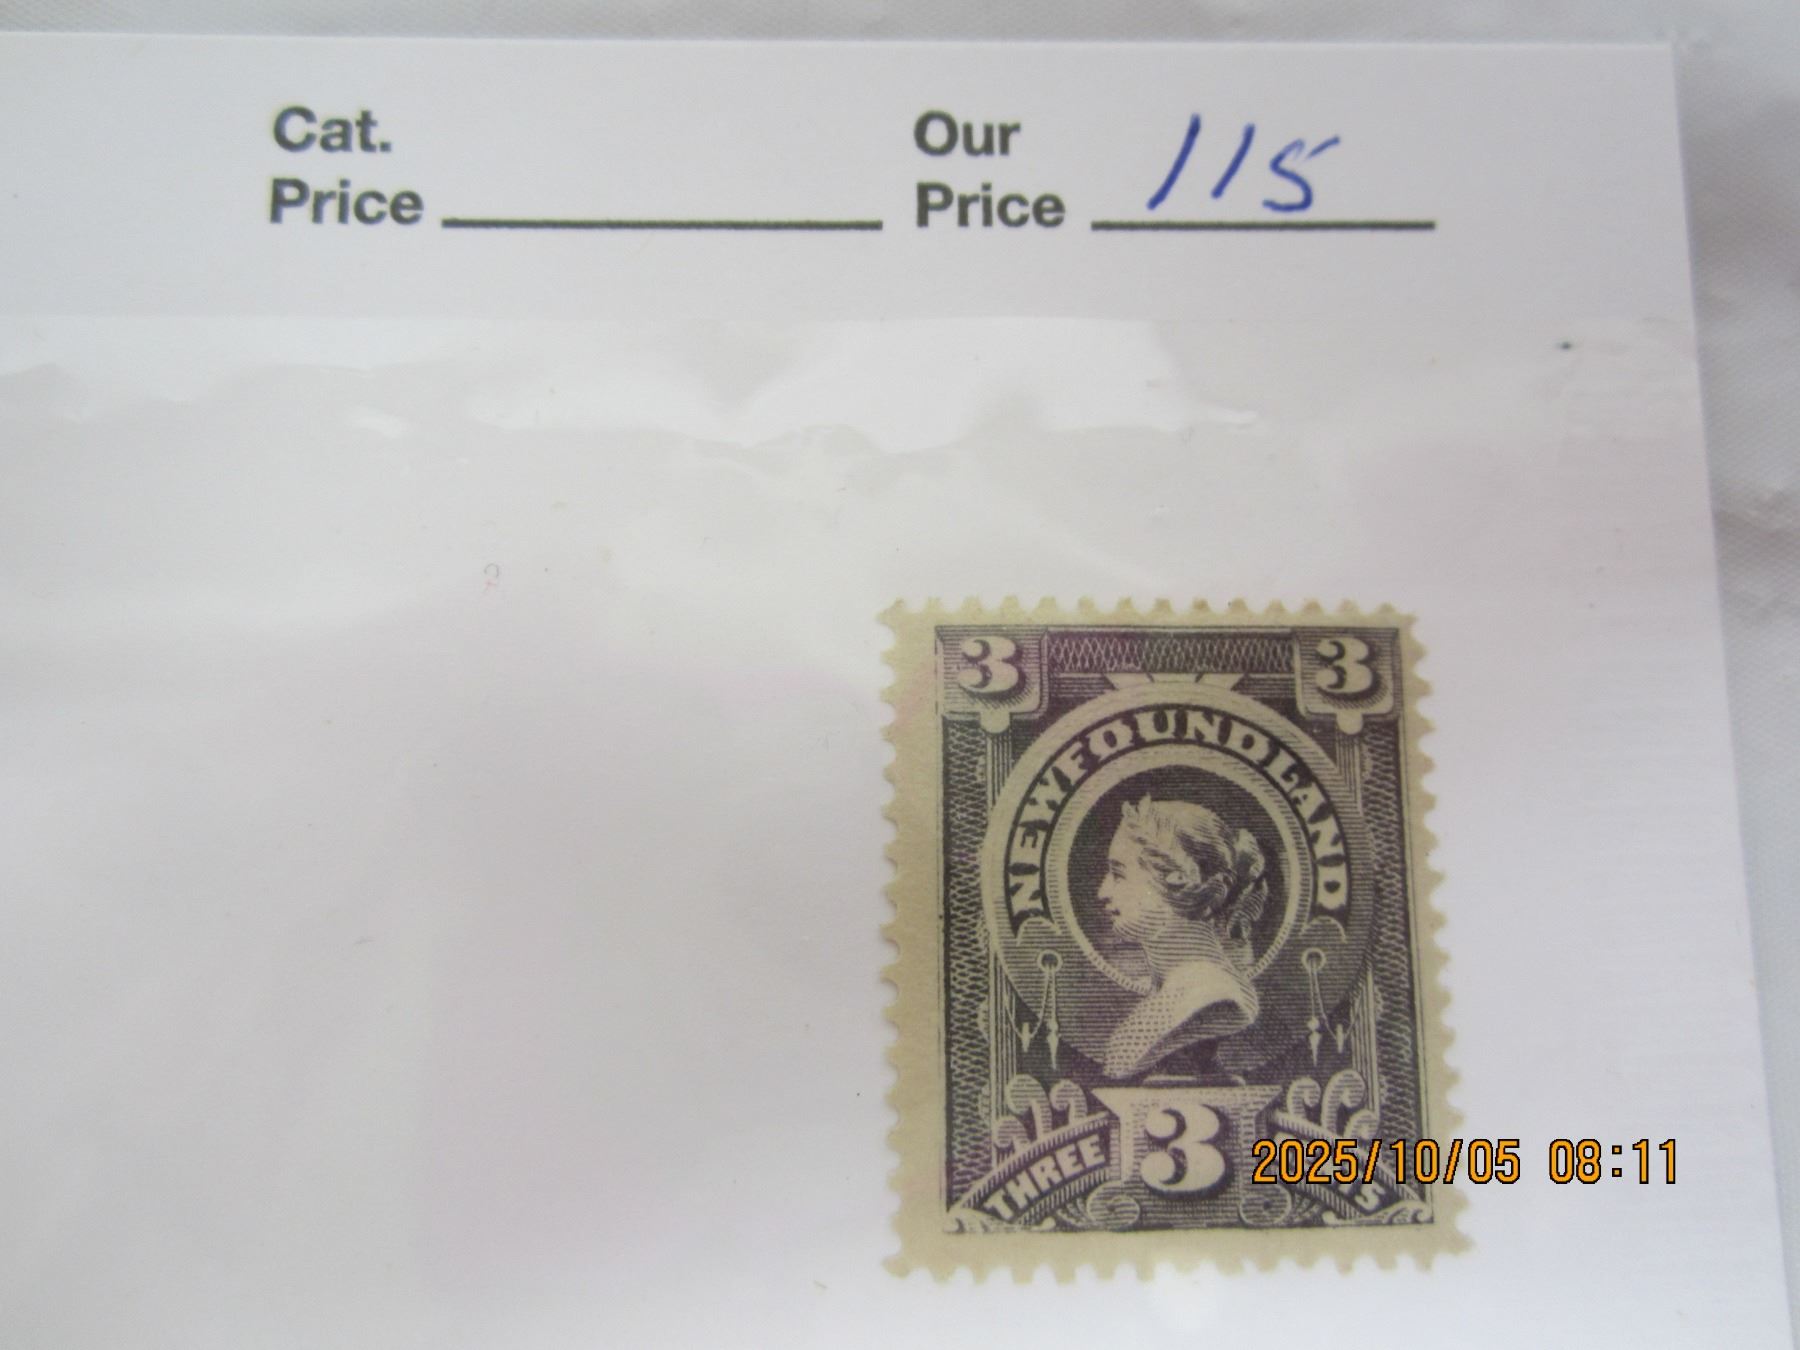 Cat.
Price
Our
Price 115
3 3
NEWFOUNDLAND
THREE 3
2025/10/05 08:11